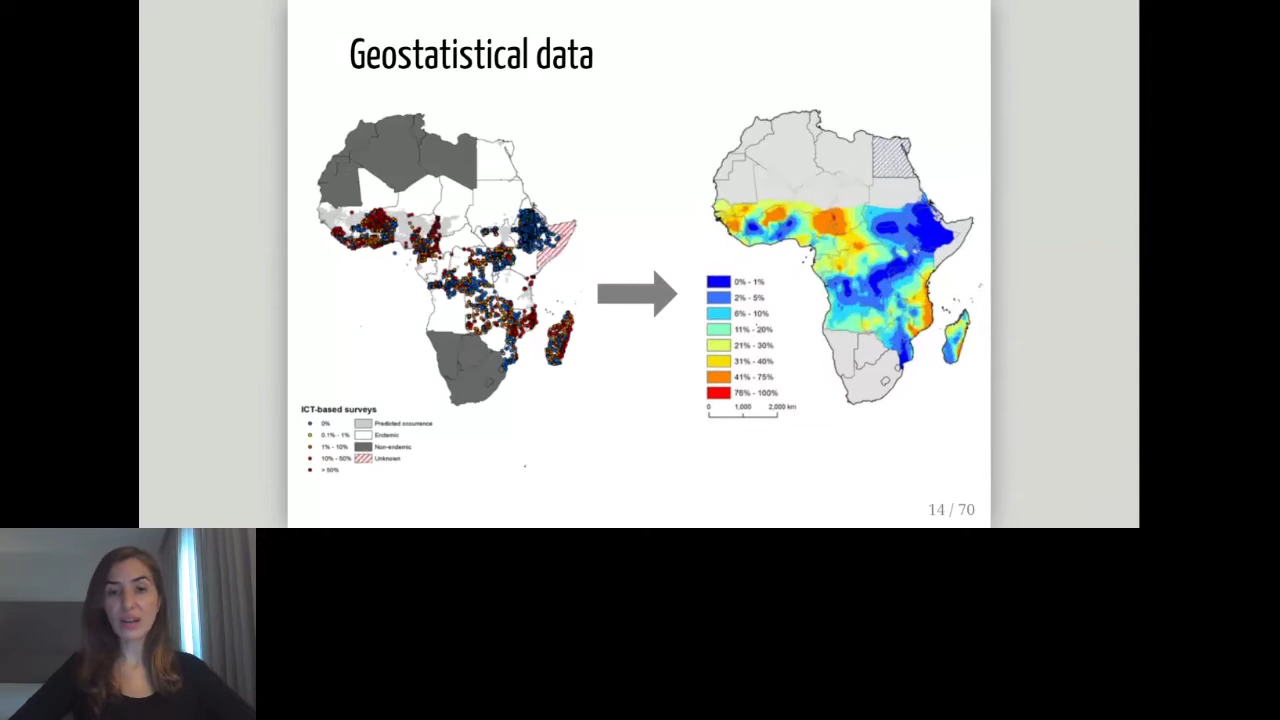 Geostatistical data
0% - 1%
2% - 5%
6% - 10%
11% - 20%
21% - 30%
31% - 40%
41% - 75%
76% - 100%
0 1,000 2,000 km
ICT-based surveys
0% Predicted occurrence
0.1% - 1% Endemic
1% - 10% Non-endemic
10% - 50% Unknown
> 50%
14 / 70